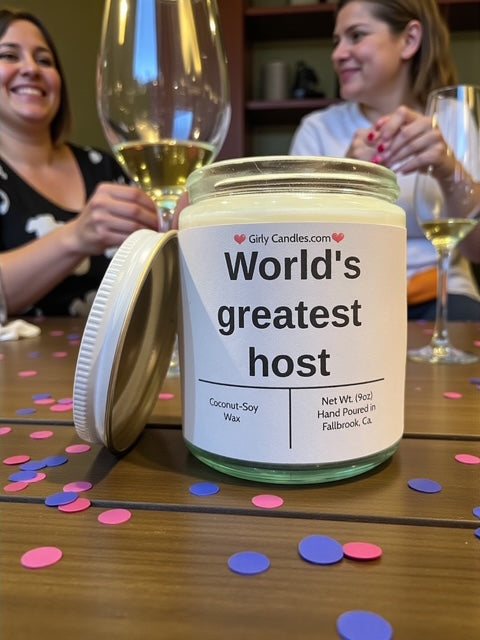 Girly Candles.com
World's
greatest
host
Coconut-Soy
Wax
Net Wt. (9oz)
Hand Poured in
Fallbrook, Ca.